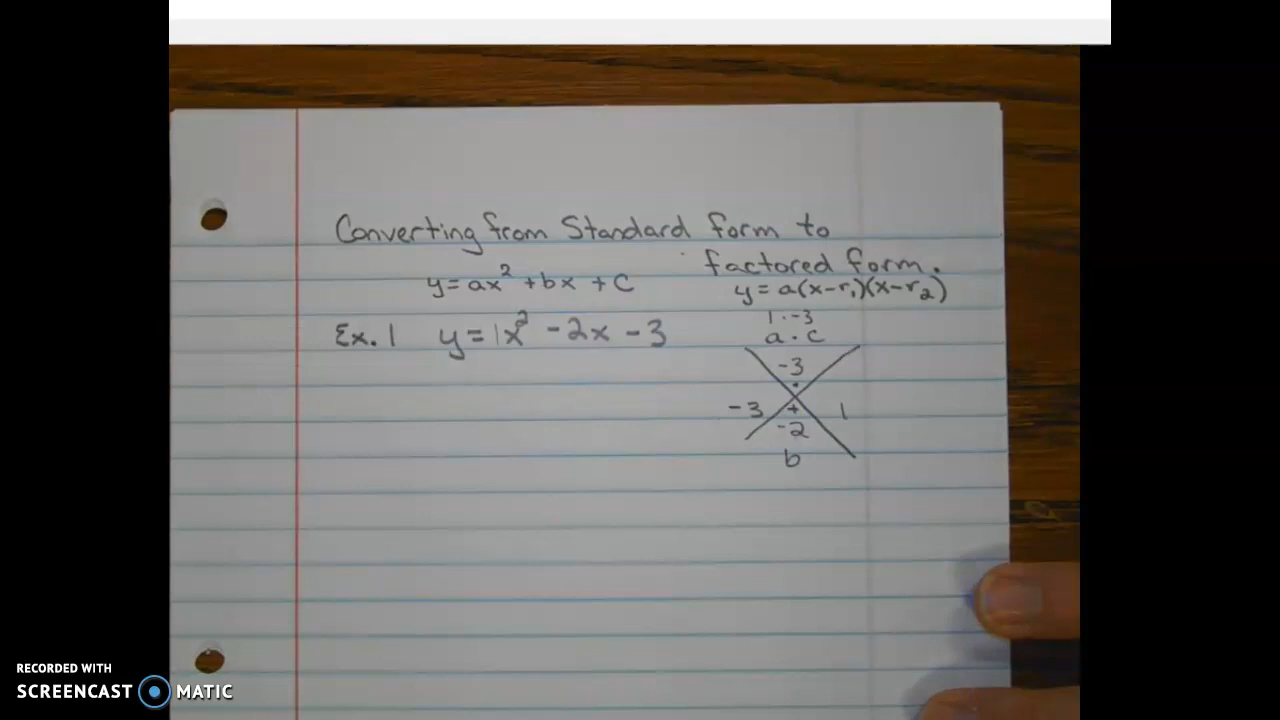 Converting from Standard form to
factored form.
y = ax² + bx + c
y = a(x-r₁)(x-r₂)
Ex. 1 y = 1x² - 2x - 3
1 · -3
a · c
-3
·
-3 + 1
-2
b
RECORDED WITH
SCREENCAST MATIC